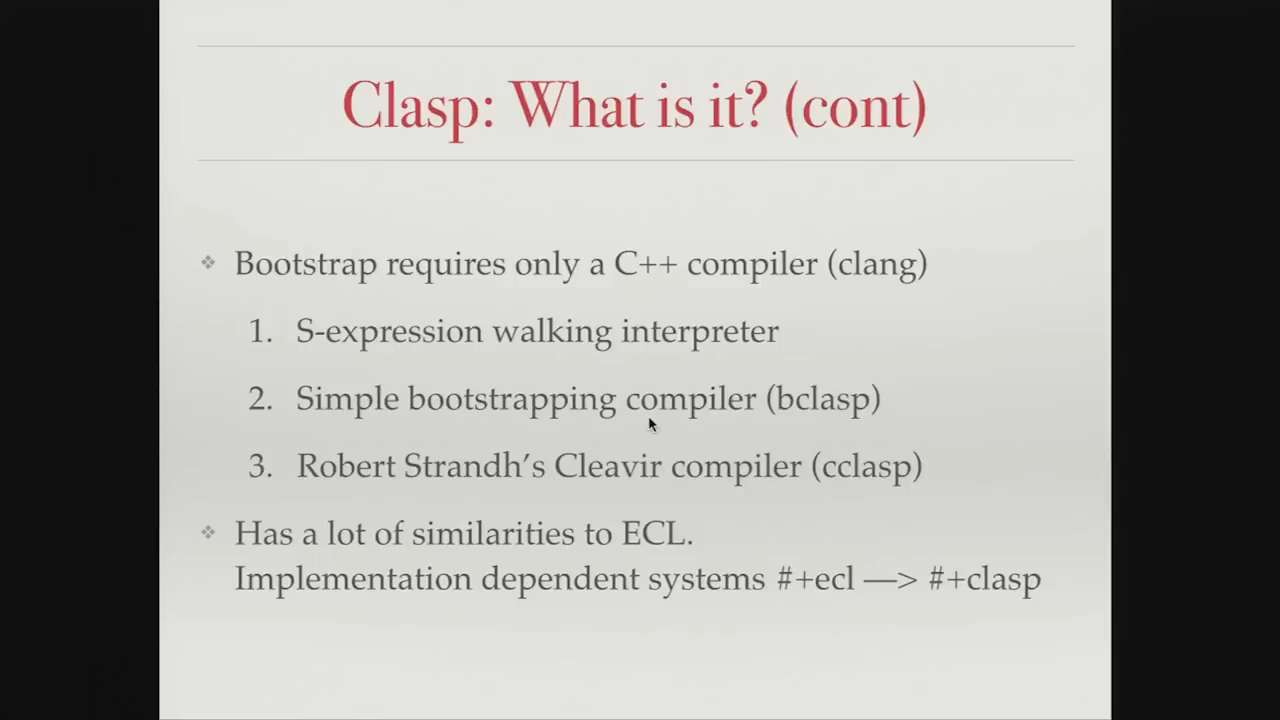 Clasp: What is it? (cont)
❖ Bootstrap requires only a C++ compiler (clang)
1. S-expression walking interpreter
2. Simple bootstrapping compiler (bclasp)
3. Robert Strandh’s Cleavir compiler (cclasp)
❖ Has a lot of similarities to ECL.
Implementation dependent systems #+ecl —> #+clasp